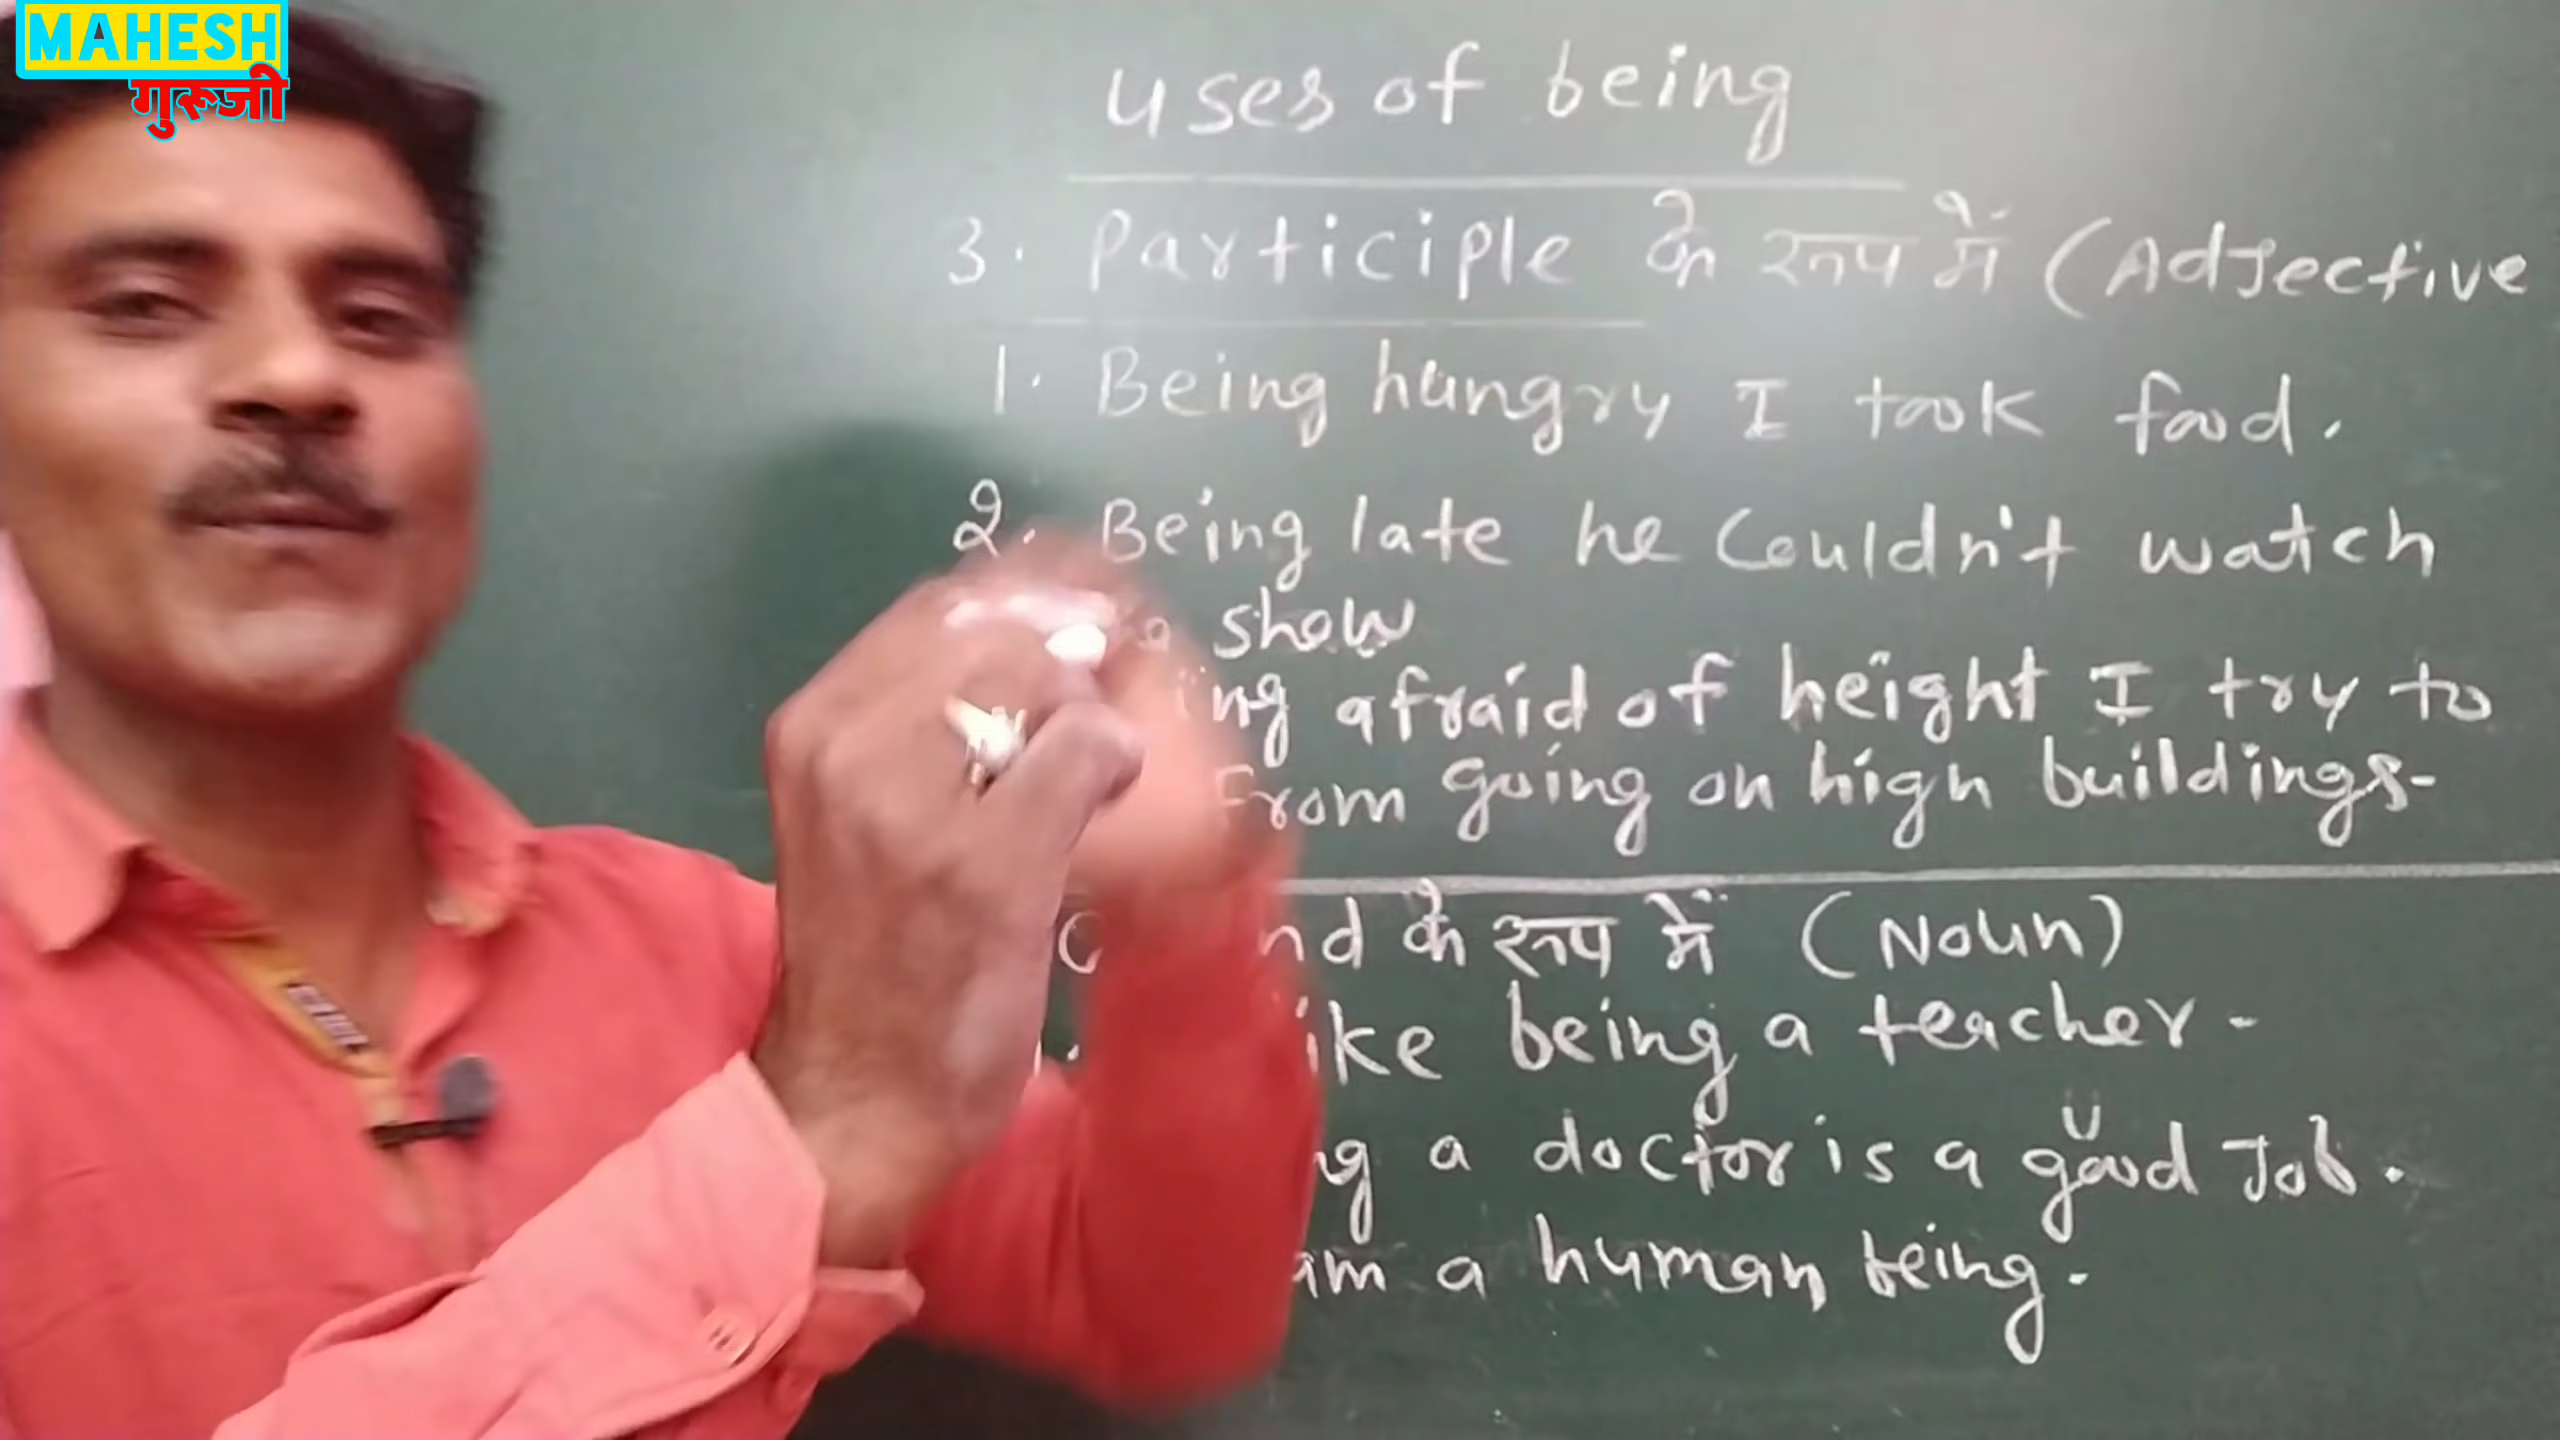 MAHESH
गुरूजी
uses of being
3. Participle के रूप में (Adjective
1. Being hungry I took food.
2. Being late he couldn't watch
show
afraid of height I try to
From going on high buildings-
के रूप में (Noun)
being a teacher-
a doctor is a good Job.
am a human being.